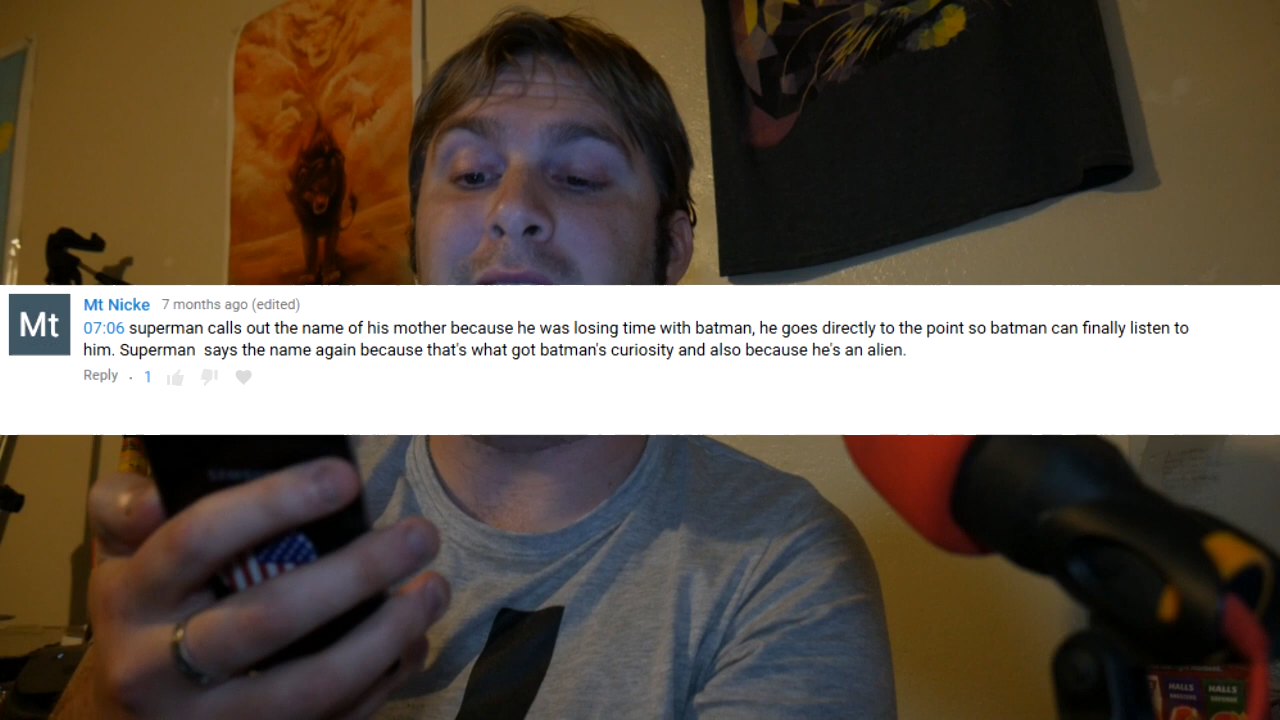 Mt
Mt Nicke 7 months ago (edited)
07:06 superman calls out the name of his mother because he was losing time with batman, he goes directly to the point so batman can finally listen to
him. Superman  says the name again because that's what got batman's curiosity and also because he's an alien.
Reply . 1
HALLS HALLS